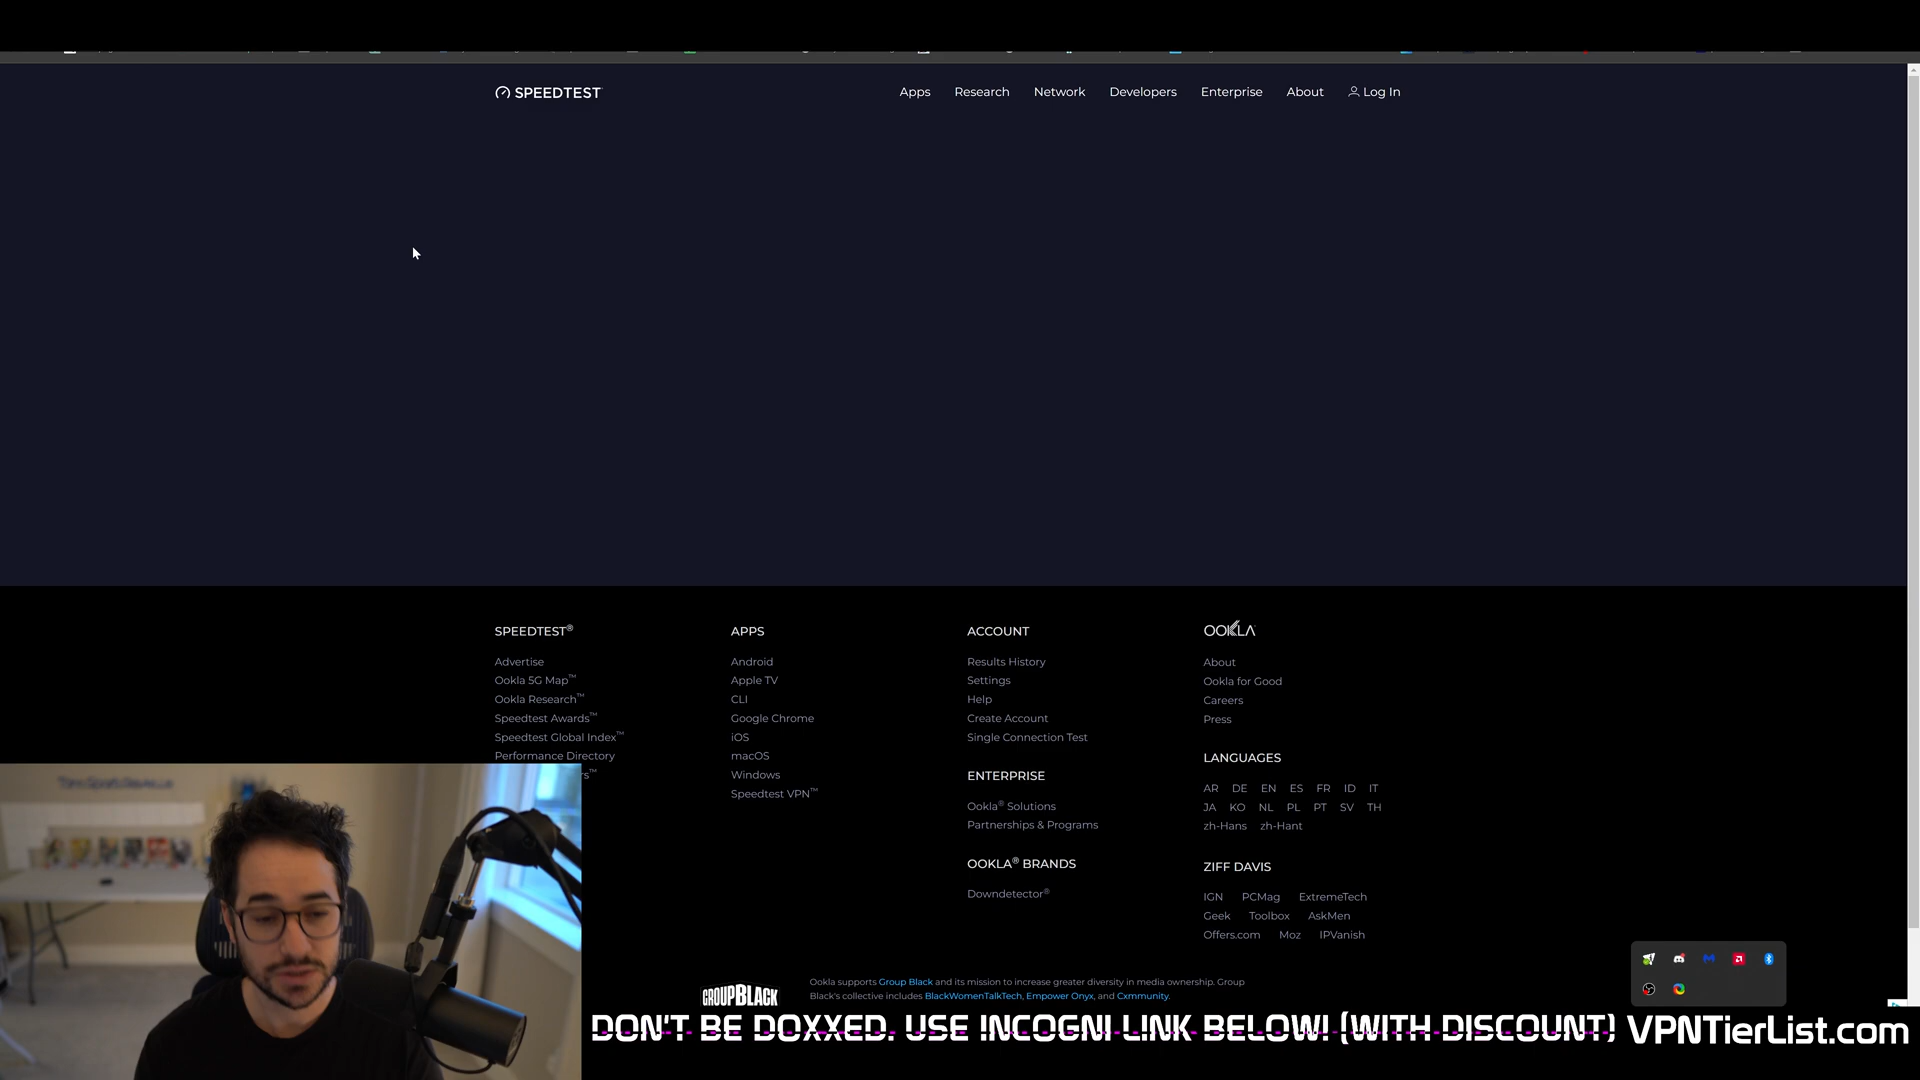 SPEEDTEST
Apps Research Network Developers Enterprise About Log In
SPEEDTEST®
Advertise
Ookla 5G Map™
Ookla Research™
Speedtest Awards™
Speedtest Global Index™
Performance Directory
rs™
APPS
Android
Apple TV
CLI
Google Chrome
iOS
macOS
Windows
Speedtest VPN™
ACCOUNT
Results History
Settings
Help
Create Account
Single Connection Test
ENTERPRISE
Ookla® Solutions
Partnerships & Programs
OOKLA® BRANDS
Downdetector®
OOKLA
About
Ookla for Good
Careers
Press
LANGUAGES
AR DE EN ES FR ID IT
JA KO NL PL PT SV TH
zh-Hans zh-Hant
ZIFF DAVIS
IGN PCMag ExtremeTech
Geek Toolbox AskMen
Offers.com Moz IPVanish
GROUPBLACK
Ookla supports Group Black and its mission to increase greater diversity in media ownership. Group
Black's collective includes BlackWomenTalkTech, Empower Onyx, and Cxmmunity.
DON'T BE DOXXED. USE INCOGNI LINK BELOW! (WITH DISCOUNT) VPNTierList.com